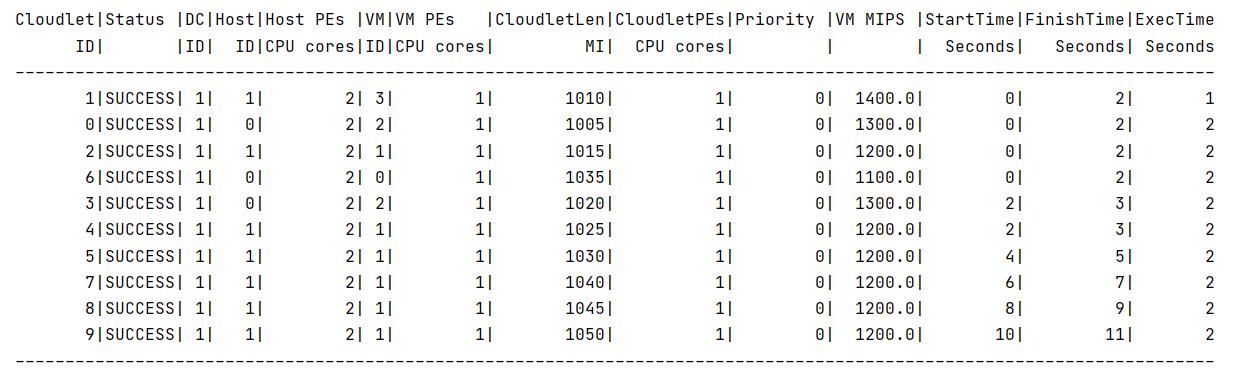 Cloudlet|Status |DC|Host|Host PEs |VM|VM PEs   |CloudletLen|CloudletPEs|Priority |VM MIPS |StartTime|FinishTime|ExecTime
      ID|       |ID|  ID|CPU cores|ID|CPU cores|         MI|  CPU cores|         |        |  Seconds|   Seconds| Seconds
------------------------------------------------------------------------------------------------------------------------
       1|SUCCESS| 1|   1|        2| 3|        1|       1010|          1|        0|  1400.0|        0|         2|       1
       0|SUCCESS| 1|   0|        2| 2|        1|       1005|          1|        0|  1300.0|        0|         2|       2
       2|SUCCESS| 1|   1|        2| 1|        1|       1015|          1|        0|  1200.0|        0|         2|       2
       6|SUCCESS| 1|   0|        2| 0|        1|       1035|          1|        0|  1100.0|        0|         2|       2
       3|SUCCESS| 1|   0|        2| 2|        1|       1020|          1|        0|  1300.0|        2|         3|       2
       4|SUCCESS| 1|   1|        2| 1|        1|       1025|          1|        0|  1200.0|        2|         3|       2
       5|SUCCESS| 1|   1|        2| 1|        1|       1030|          1|        0|  1200.0|        4|         5|       2
       7|SUCCESS| 1|   1|        2| 1|        1|       1040|          1|        0|  1200.0|        6|         7|       2
       8|SUCCESS| 1|   1|        2| 1|        1|       1045|          1|        0|  1200.0|        8|         9|       2
       9|SUCCESS| 1|   1|        2| 1|        1|       1050|          1|        0|  1200.0|       10|        11|       2
------------------------------------------------------------------------------------------------------------------------